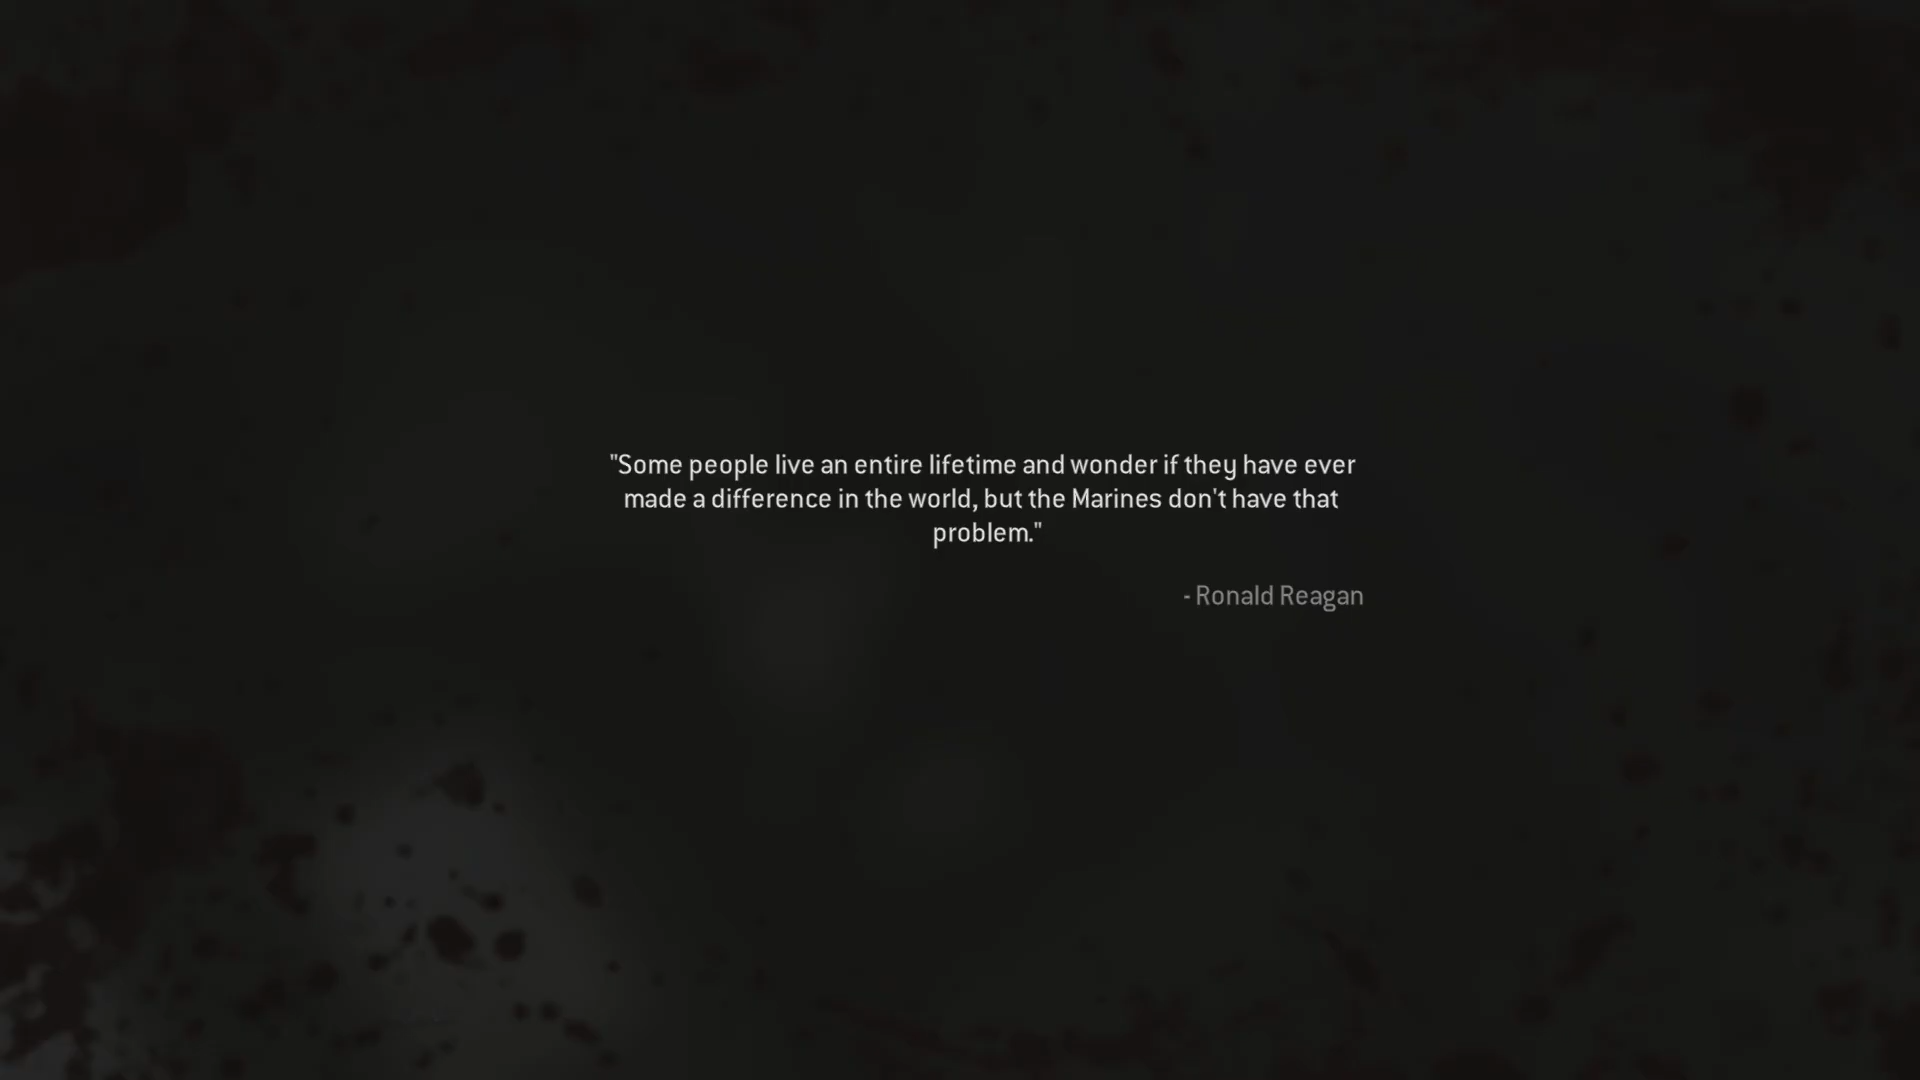 "Some people live an entire lifetime and wonder if they have ever
made a difference in the world, but the Marines don't have that
problem."
- Ronald Reagan